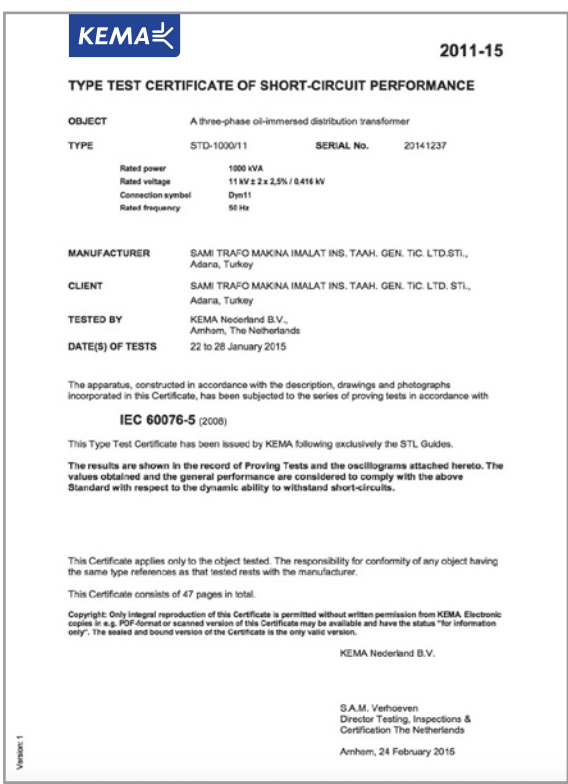 KEMA
2011-15
TYPE TEST CERTIFICATE OF SHORT-CIRCUIT PERFORMANCE
OBJECT A three-phase oil-immersed distribution transformer
TYPE STD-1000/11 SERIAL No. 20141237
Rated power 1000 kVA
Rated voltage 11 kV ± 2 x 2,5% / 0,416 kV
Connection symbol Dyn11
Rated frequency 50 Hz
MANUFACTURER SAMI TRAFO MAKINA IMALAT INS. TAAH. GEN. TiC. LTD.STi.,
Adana, Turkey
CLIENT SAMI TRAFO MAKINA IMALAT INS. TAAH. GEN. TiC. LTD. STi.,
Adana, Turkey
TESTED BY KEMA Nederland B.V.,
Arnhem, The Netherlands
DATE(S) OF TESTS 22 to 28 January 2015
The apparatus, constructed in accordance with the description, drawings and photographs
incorporated in this Certificate, has been subjected to the series of proving tests in accordance with
IEC 60076-5 (2006)
This Type Test Certificate has been issued by KEMA following exclusively the STL Guides.
The results are shown in the record of Proving Tests and the oscillograms attached hereto. The
values obtained and the general performance are considered to comply with the above
Standard with respect to the dynamic ability to withstand short-circuits.
This Certificate applies only to the object tested. The responsibility for conformity of any object having
the same type references as that tested rests with the manufacturer.
This Certificate consists of 47 pages in total.
Copyright: Only integral reproduction of this Certificate is permitted without written permission from KEMA. Electronic
copies in e.g. PDF-format or scanned version of this Certificate may be available and have the status "for information
only". The sealed and bound version of the Certificate is the only valid version.
KEMA Nederland B.V.
S.A.M. Verhoeven
Director Testing, Inspections &
Certification The Netherlands
Arnhem, 24 February 2015
Version: 1